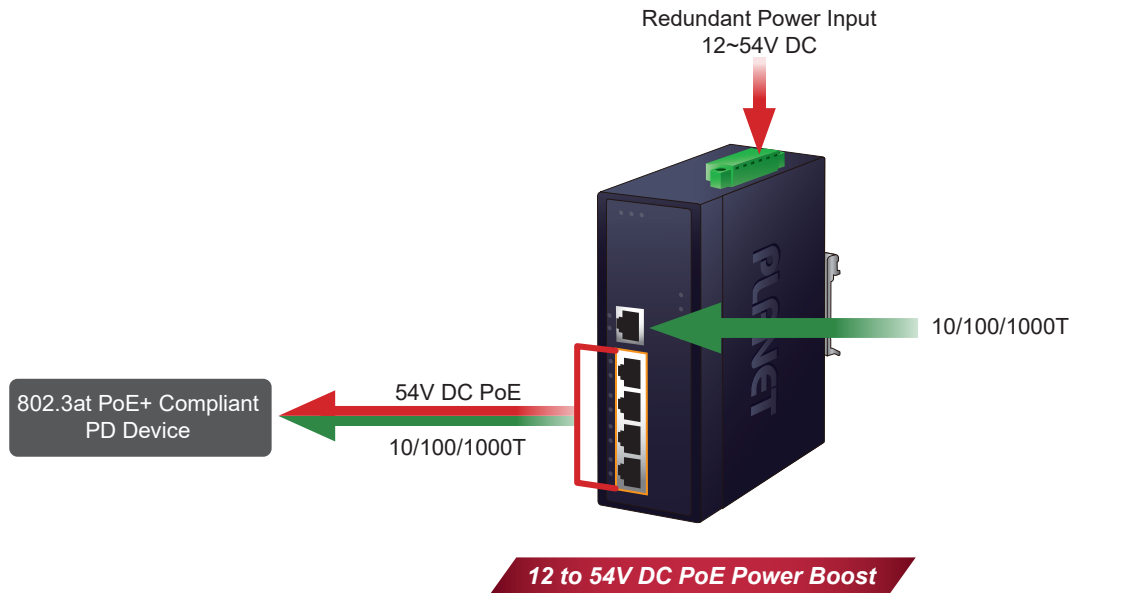 Redundant Power Input
12~54V DC
PLANET
10/100/1000T
54V DC PoE
10/100/1000T
802.3at PoE+ Compliant
PD Device
12 to 54V DC PoE Power Boost